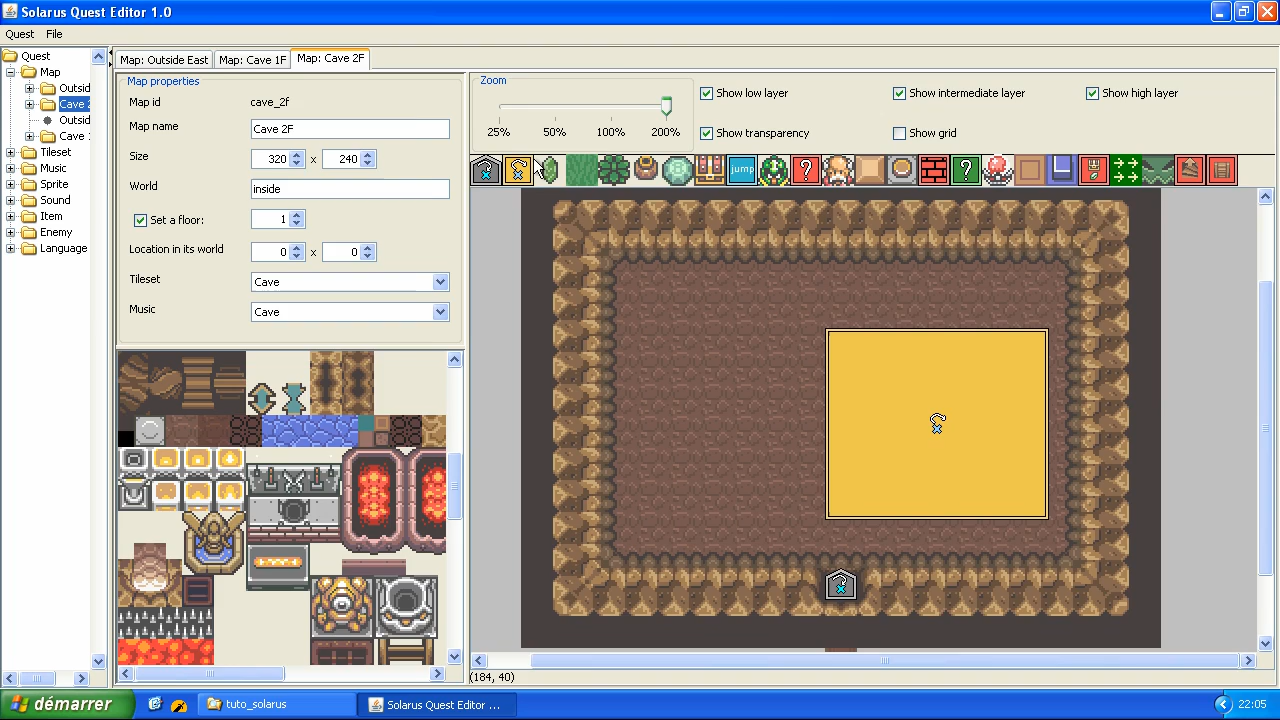 Solarus Quest Editor 1.0
Quest File
Quest
Map
Outsid
Cave 2
Outsid
Cave
Tileset
Music
Sprite
Sound
Item
Enemy
Language
Map: Outside East Map: Cave 1F Map: Cave 2F
Map properties
Map id cave_2f
Map name Cave 2F
Size 320 x 240
World inside
Set a floor: 1
Location in its world 0 x 0
Tileset Cave
Music Cave
Zoom
25% 50% 100% 200%
Show low layer Show intermediate layer Show high layer
Show transparency Show grid
jump ? ?
(184, 40)
démarrer tuto_solarus Solarus Quest Editor ... 22:05